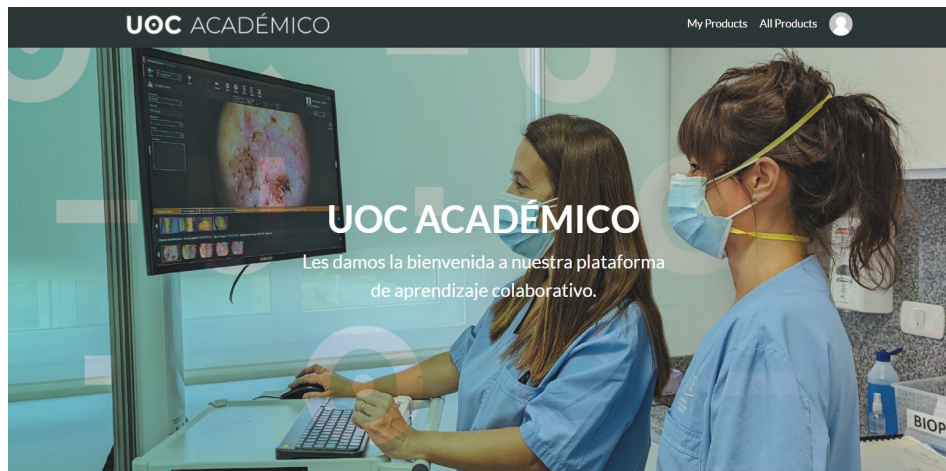 UOC ACADÉMICO
My Products All Products
UOC ACADÉMICO
Les damos la bienvenida a nuestra plataforma
de aprendizaje colaborativo.
BIOP